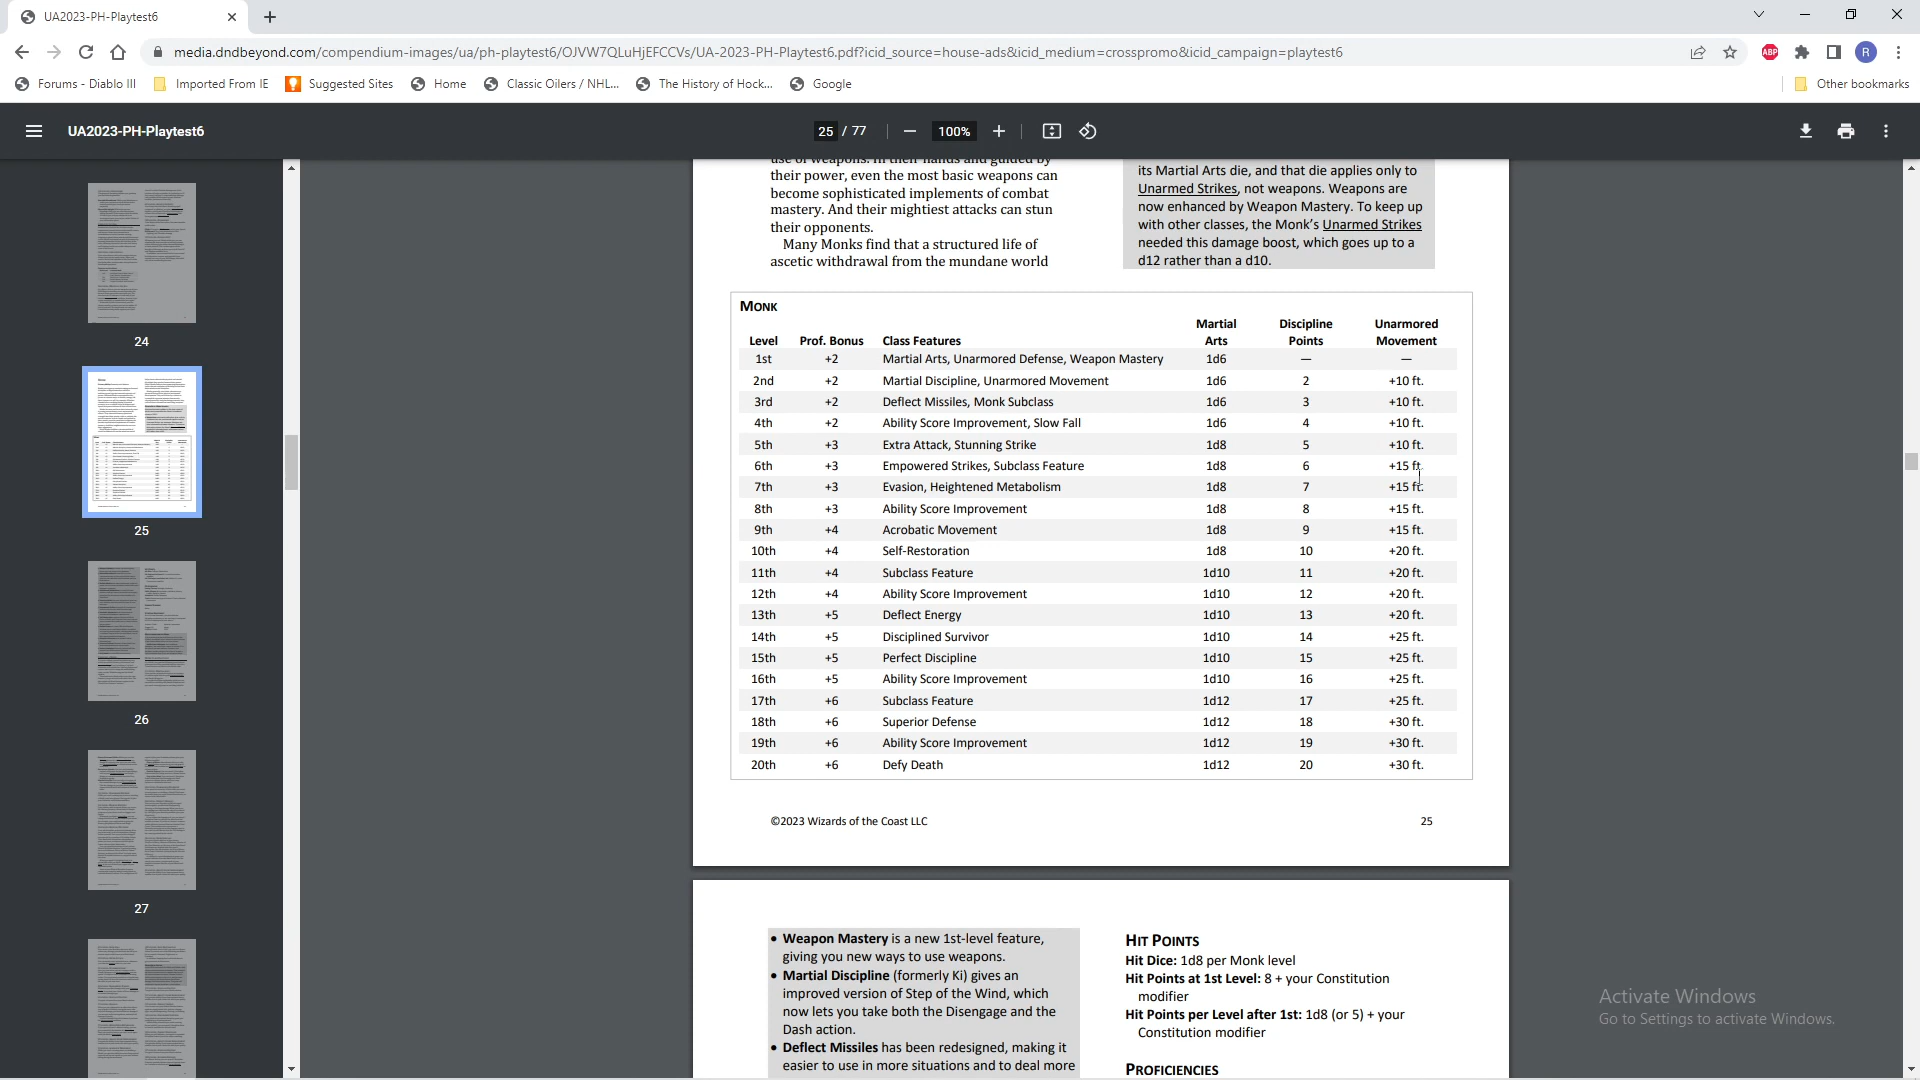 UA2023-PH-Playtest6
media.dndbeyond.com/compendium-images/ua/ph-playtest6/OJVW7QLuHjEFCCVs/UA-2023-PH-Playtest6.pdf?icid_source=house-ads&icid_medium=crosspromo&icid_campaign=playtest6
ABP
R
Forums - Diablo III Imported From IE Suggested Sites Home Classic Oilers / NHL... The History of Hock... Google Other bookmarks
UA2023-PH-Playtest6 25 / 77 100%
24
25
26
27
use of weapons. In their hands and guided by
their power, even the most basic weapons can
become sophisticated implements of combat
mastery. And their mightiest attacks can stun
their opponents.
Many Monks find that a structured life of
ascetic withdrawal from the mundane world
its Martial Arts die, and that die applies only to
Unarmed Strikes, not weapons. Weapons are
now enhanced by Weapon Mastery. To keep up
with other classes, the Monk's Unarmed Strikes
needed this damage boost, which goes up to a
d12 rather than a d10.
MONK
Level Prof. Bonus Class Features Martial Arts Discipline Points Unarmored Movement
1st +2 Martial Arts, Unarmored Defense, Weapon Mastery 1d6 — —
2nd +2 Martial Discipline, Unarmored Movement 1d6 2 +10 ft.
3rd +2 Deflect Missiles, Monk Subclass 1d6 3 +10 ft.
4th +2 Ability Score Improvement, Slow Fall 1d6 4 +10 ft.
5th +3 Extra Attack, Stunning Strike 1d8 5 +10 ft.
6th +3 Empowered Strikes, Subclass Feature 1d8 6 +15 ft.
7th +3 Evasion, Heightened Metabolism 1d8 7 +15 ft.
8th +3 Ability Score Improvement 1d8 8 +15 ft.
9th +4 Acrobatic Movement 1d8 9 +15 ft.
10th +4 Self-Restoration 1d8 10 +20 ft.
11th +4 Subclass Feature 1d10 11 +20 ft.
12th +4 Ability Score Improvement 1d10 12 +20 ft.
13th +5 Deflect Energy 1d10 13 +20 ft.
14th +5 Disciplined Survivor 1d10 14 +25 ft.
15th +5 Perfect Discipline 1d10 15 +25 ft.
16th +5 Ability Score Improvement 1d10 16 +25 ft.
17th +6 Subclass Feature 1d12 17 +25 ft.
18th +6 Superior Defense 1d12 18 +30 ft.
19th +6 Ability Score Improvement 1d12 19 +30 ft.
20th +6 Defy Death 1d12 20 +30 ft.
©2023 Wizards of the Coast LLC 25
• Weapon Mastery is a new 1st-level feature,
giving you new ways to use weapons.
• Martial Discipline (formerly Ki) gives an
improved version of Step of the Wind, which
now lets you take both the Disengage and the
Dash action.
• Deflect Missiles has been redesigned, making it
easier to use in more situations and to deal more
HIT POINTS
Hit Dice: 1d8 per Monk level
Hit Points at 1st Level: 8 + your Constitution
modifier
Hit Points per Level after 1st: 1d8 (or 5) + your
Constitution modifier
PROFICIENCIES
Activate Windows
Go to Settings to activate Windows.